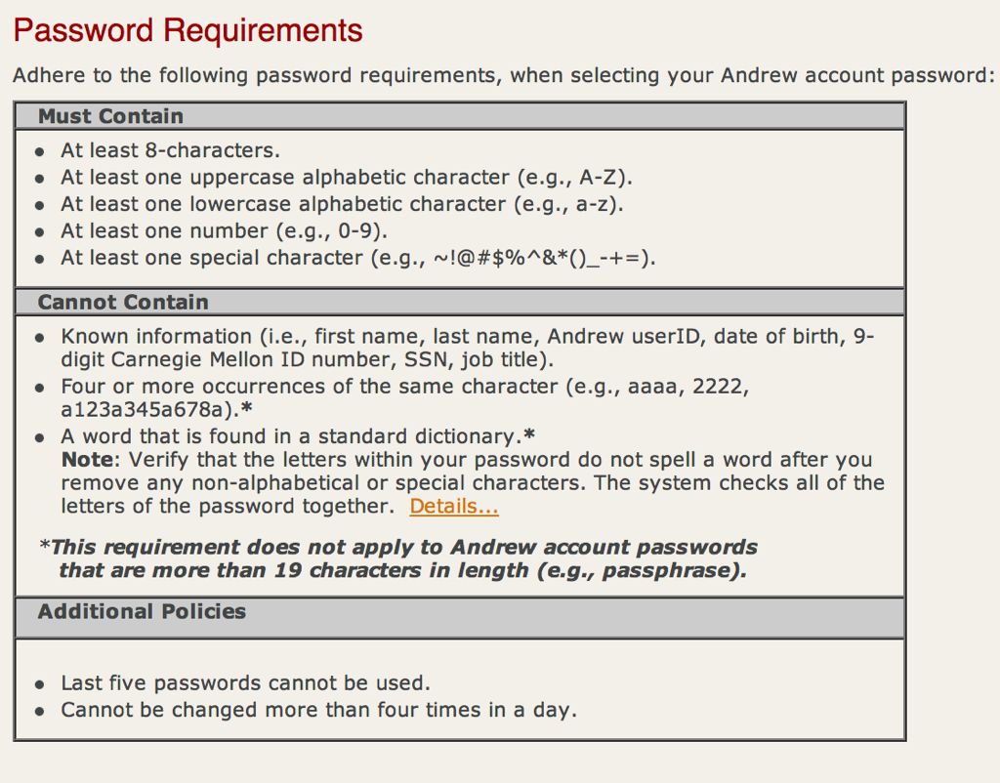 Password Requirements
Adhere to the following password requirements, when selecting your Andrew account password:
Must Contain
● At least 8-characters.
● At least one uppercase alphabetic character (e.g., A-Z).
● At least one lowercase alphabetic character (e.g., a-z).
● At least one number (e.g., 0-9).
● At least one special character (e.g., ~!@#$%^&*()_-+=).
Cannot Contain
● Known information (i.e., first name, last name, Andrew userID, date of birth, 9-
digit Carnegie Mellon ID number, SSN, job title).
● Four or more occurrences of the same character (e.g., aaaa, 2222,
a123a345a678a).*
● A word that is found in a standard dictionary.*
Note: Verify that the letters within your password do not spell a word after you
remove any non-alphabetical or special characters. The system checks all of the
letters of the password together. Details...
*This requirement does not apply to Andrew account passwords
that are more than 19 characters in length (e.g., passphrase).
Additional Policies
● Last five passwords cannot be used.
● Cannot be changed more than four times in a day.